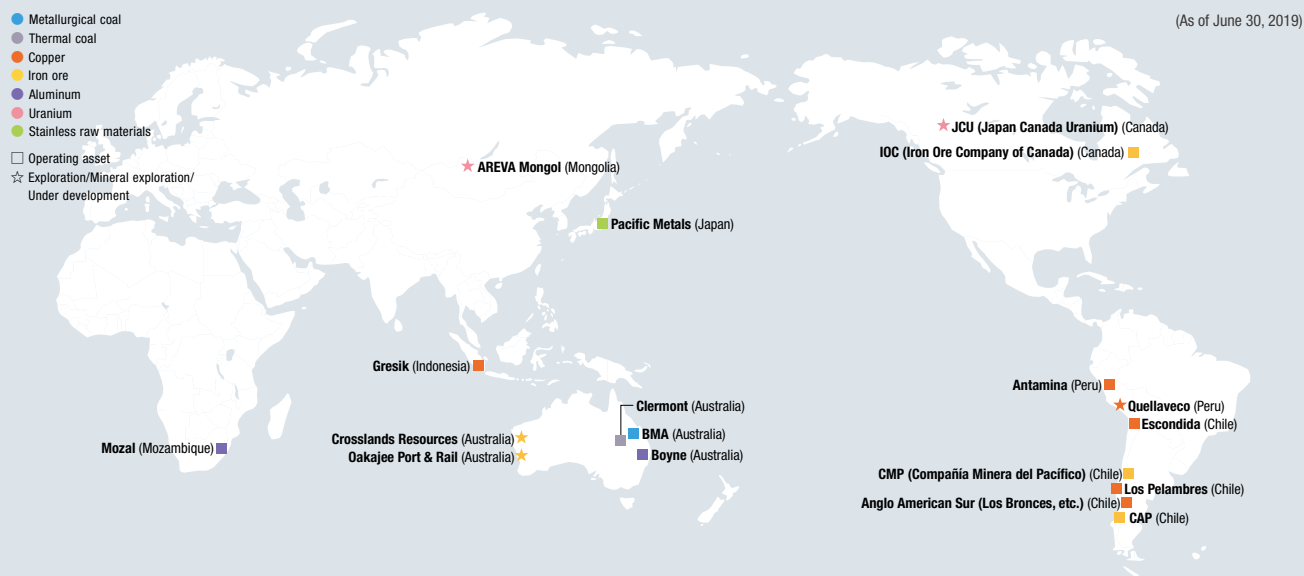 Metallurgical coal
Thermal coal
Copper
Iron ore
Aluminum
Uranium
Stainless raw materials
Operating asset
Exploration/Mineral exploration/
Under development
(As of June 30, 2019)
JCU (Japan Canada Uranium) (Canada)
IOC (Iron Ore Company of Canada) (Canada)
AREVA Mongol (Mongolia)
Pacific Metals (Japan)
Gresik (Indonesia)
Antamina (Peru)
Clermont (Australia)
Quellaveco (Peru)
Escondida (Chile)
BMA (Australia)
Crosslands Resources (Australia)
Mozal (Mozambique)
Oakajee Port & Rail (Australia)
Boyne (Australia)
CMP (Compañía Minera del Pacífico) (Chile)
Los Pelambres (Chile)
Anglo American Sur (Los Bronces, etc.) (Chile)
CAP (Chile)